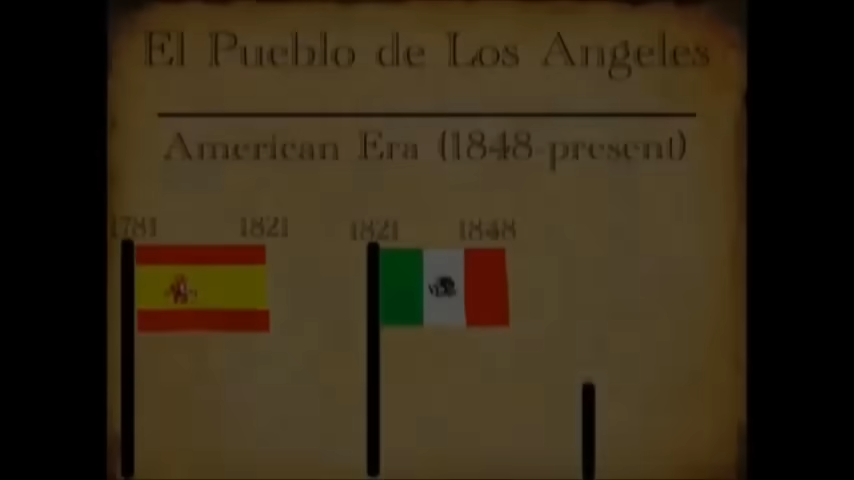 El Pueblo de Los Angeles
American Era (1848-present)
1781 1821 1821 1848